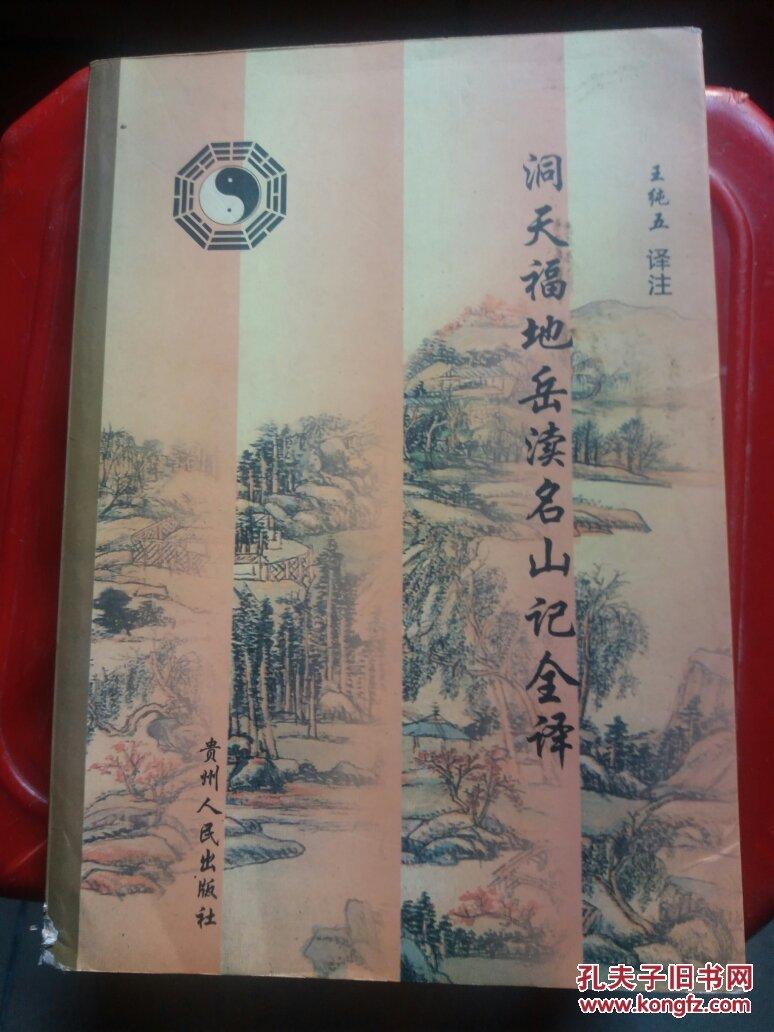 王纯五 译注
洞天福地岳渎名山记全译
贵州人民出版社
孔夫子旧书网
www.kongfz.com